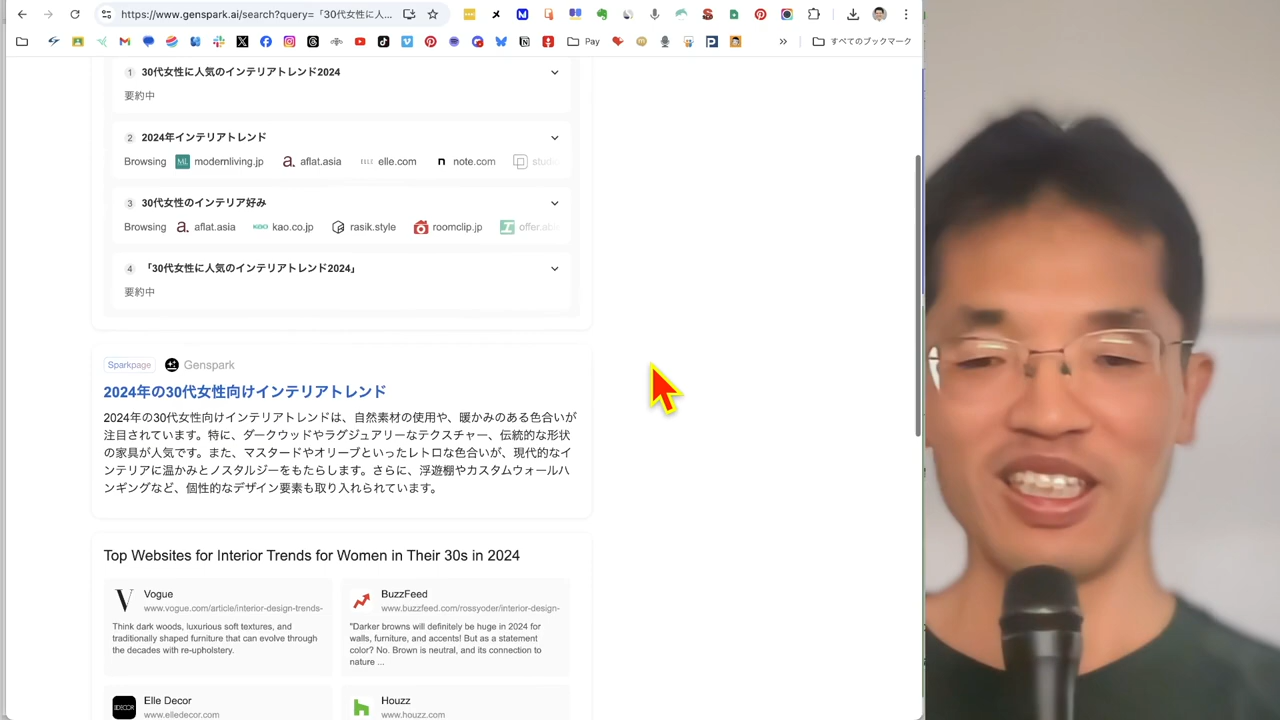 https://www.genspark.ai/search?query=「30代女性に人...
Pay
»
すべてのブックマーク
1 30代女性に人気のインテリアトレンド2024
要約中
2 2024年インテリアトレンド
Browsing ML modernliving.jp a. aflat.asia ELLE elle.com n note.com studi
3 30代女性のインテリア好み
Browsing a. aflat.asia kao kao.co.jp rasik.style roomclip.jp offer.abe
4 「30代女性に人気のインテリアトレンド2024」
要約中
Sparkpage Genspark
2024年の30代女性向けインテリアトレンド
2024年の30代女性向けインテリアトレンドは、自然素材の使用や、暖かみのある色合いが
注目されています。特に、ダークウッドやラグジュアリーなテクスチャー、伝統的な形状
の家具が人気です。また、マスタードやオリーブといったレトロな色合いが、現代的なイ
ンテリアに温かみとノスタルジーをもたらします。さらに、浮遊棚やカスタムウォールハ
ンギングなど、個性的なデザイン要素も取り入れられています。
Top Websites for Interior Trends for Women in Their 30s in 2024
V Vogue
www.vogue.com/article/interior-design-trends-
Think dark woods, luxurious soft textures, and
traditionally shaped furniture that can evolve through
the decades with re-upholstery.
BuzzFeed
www.buzzfeed.com/rossyoder/interior-design-
"Darker browns will definitely be huge in 2024 for
walls, furniture, and accents! But as a statement
color? No. Brown is neutral, and its connection to
nature ...
Elle Decor
www.elledecor.com
Houzz
www.houzz.com